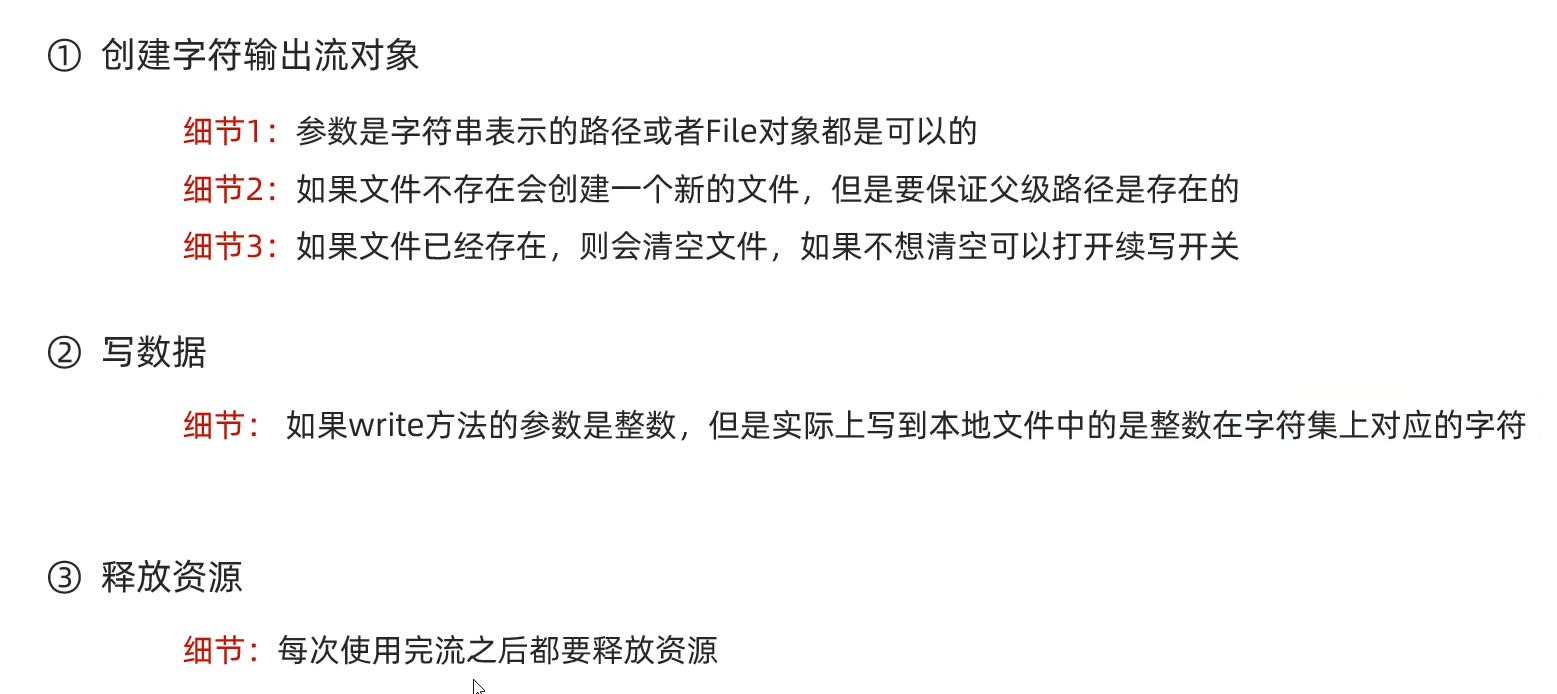 ① 创建字符输出流对象
细节1：参数是字符串表示的路径或者File对象都是可以的
细节2：如果文件不存在会创建一个新的文件，但是要保证父级路径是存在的
细节3：如果文件已经存在，则会清空文件，如果不想清空可以打开续写开关
② 写数据
细节： 如果write方法的参数是整数，但是实际上写到本地文件中的是整数在字符集上对应的字符
③ 释放资源
细节：每次使用完流之后都要释放资源